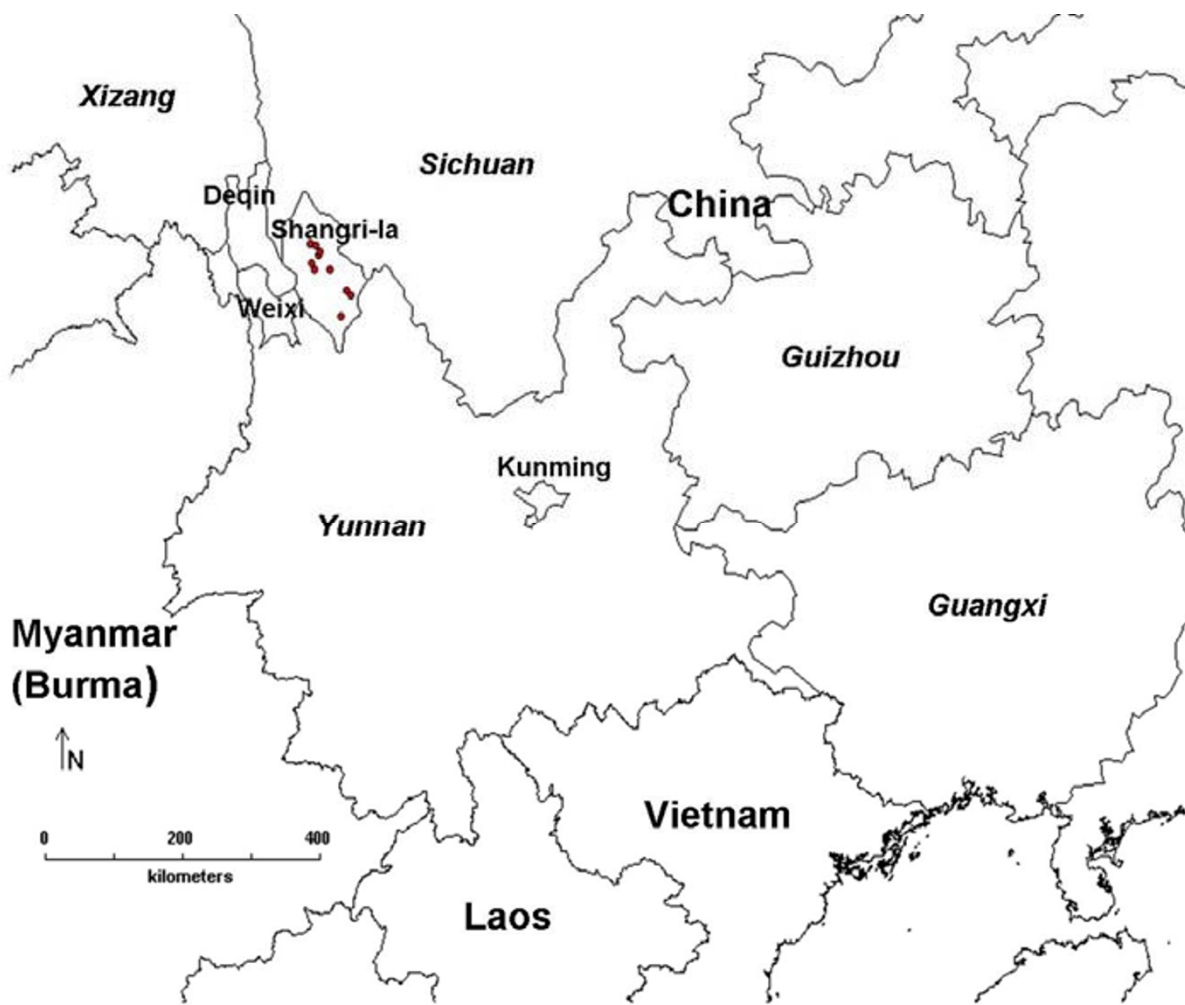 Xizang
Sichuan
Deqin
China
Shangri-la
Weixi
Guizhou
Kunming
Yunnan
Guangxi
Myanmar
(Burma)
N
Vietnam
0 200 400
kilometers
Laos